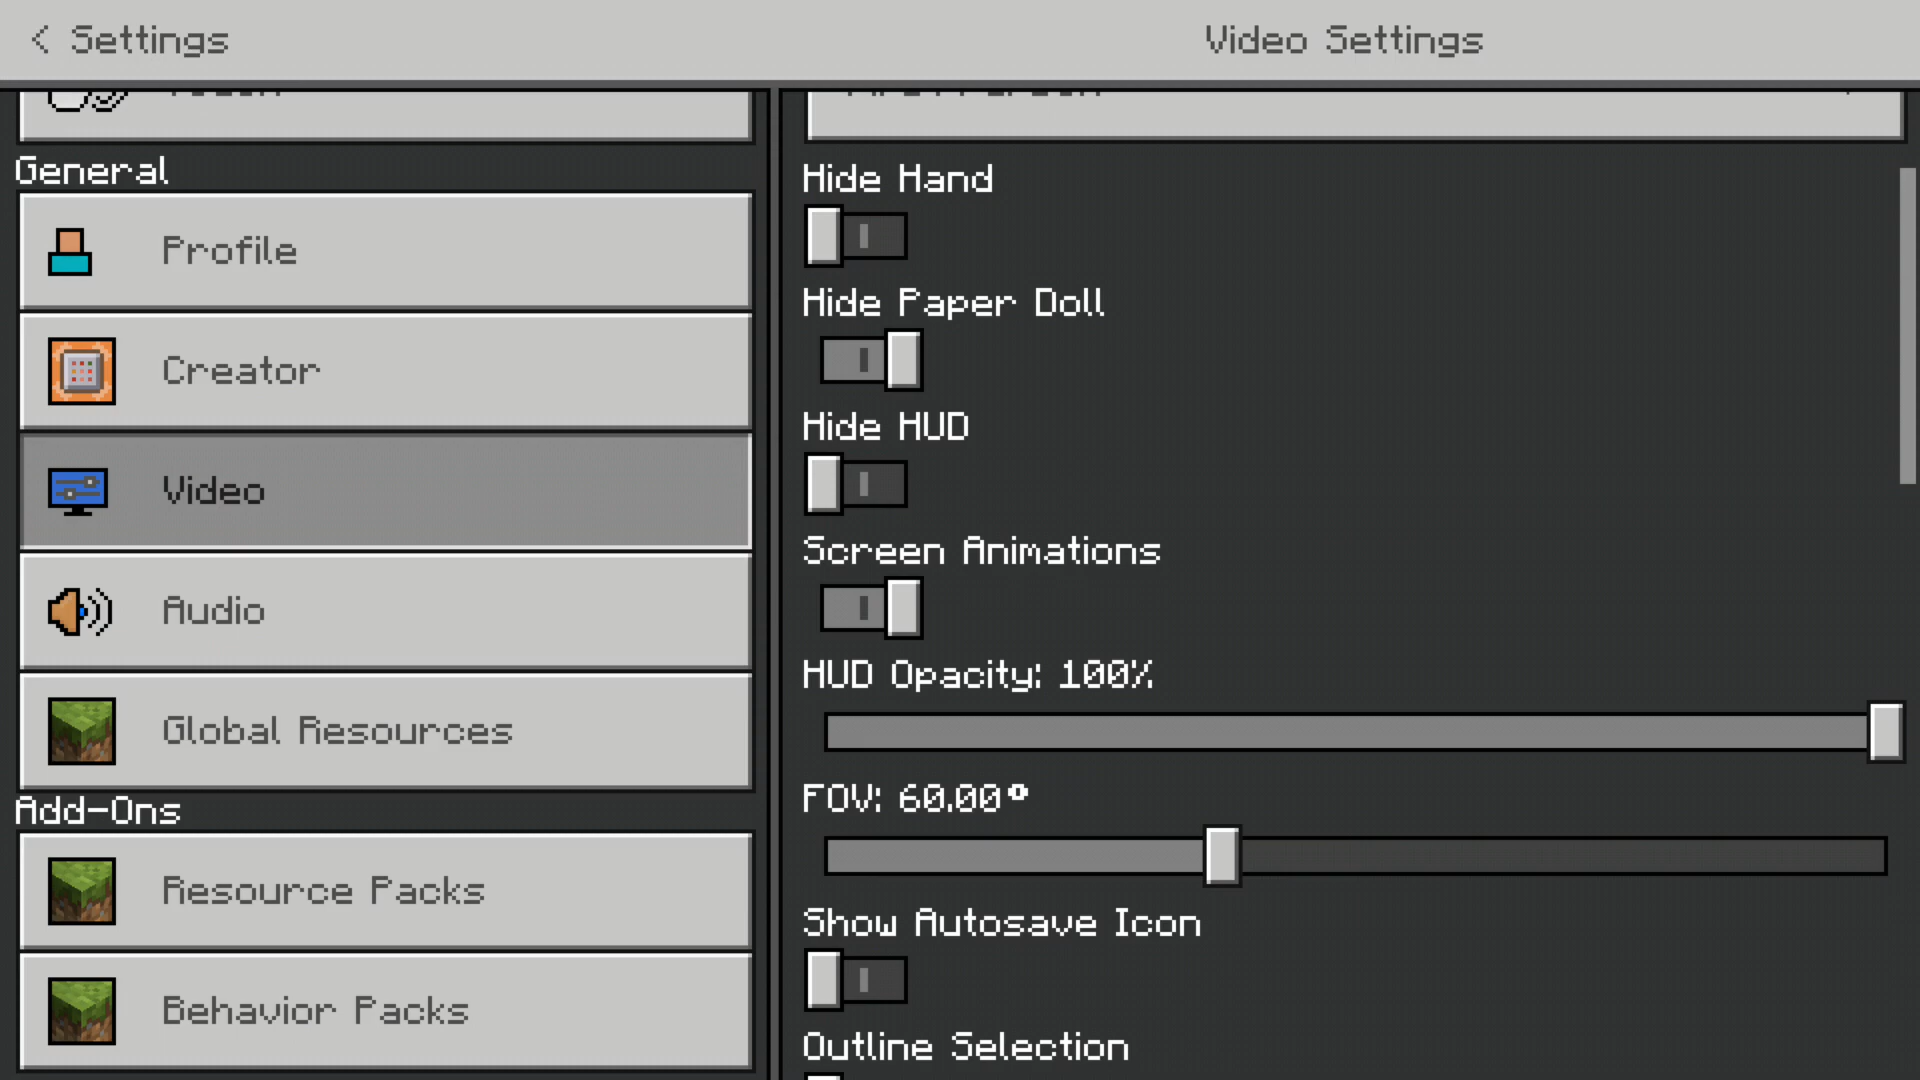 Settings
Video Settings
General
Profile
Creator
Video
Audio
Global Resources
Add-Ons
Resource Packs
Behavior Packs
Hide Hand
Hide Paper Doll
Hide HUD
Screen Animations
HUD Opacity: 100%
FOV: 60.00°
Show Autosave Icon
Outline Selection